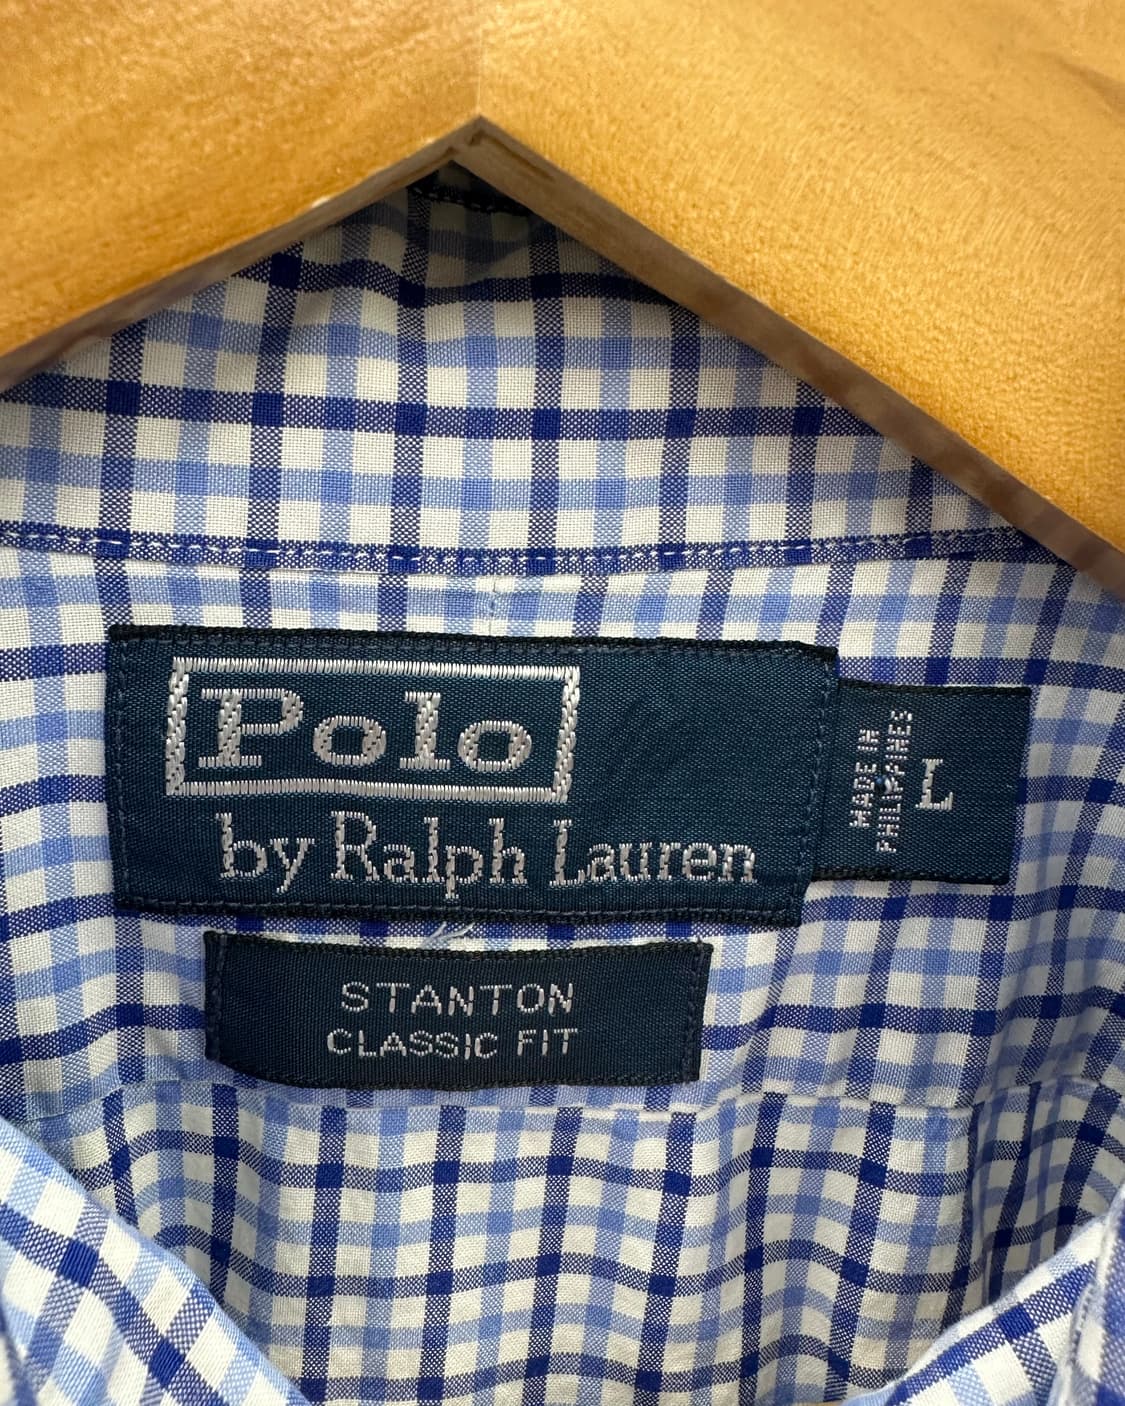 Polo
by Ralph Lauren
MADE IN
PHILIPPINES
L
STANTON
CLASSIC FIT